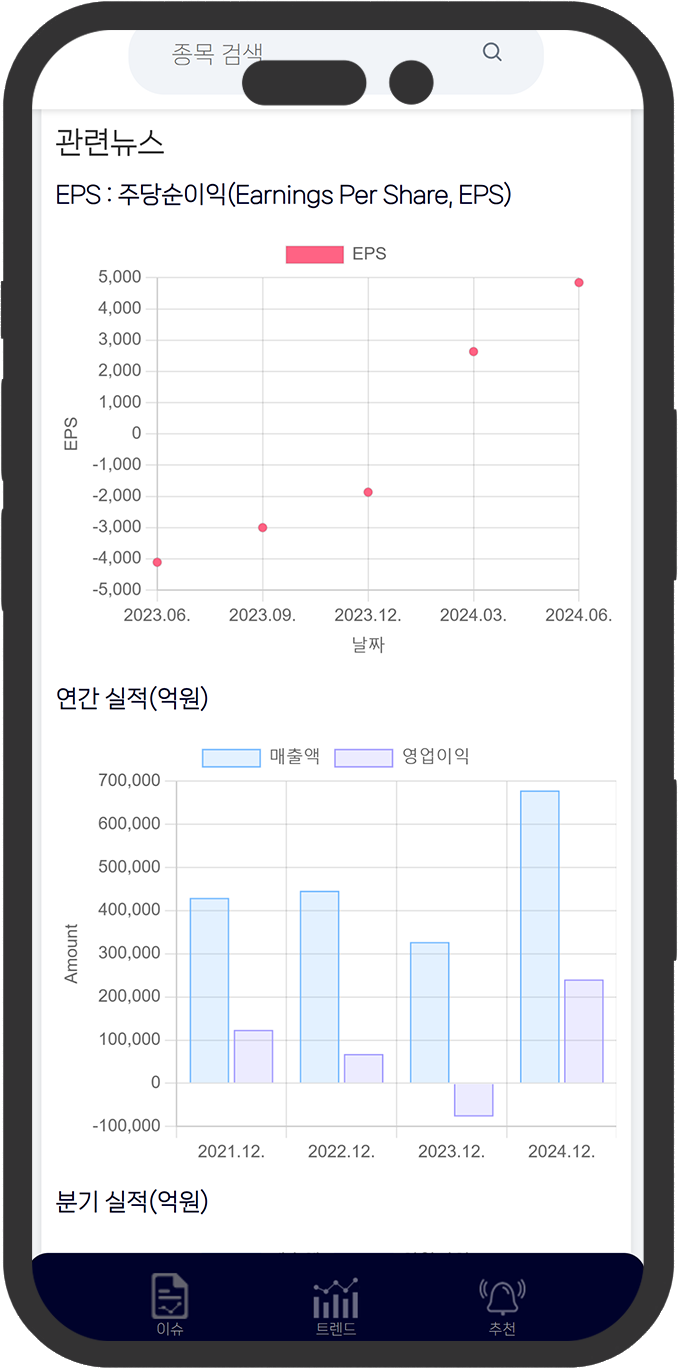 종목 검색
관련뉴스
EPS : 주당순이익(Earnings Per Share, EPS)
EPS
5,000
4,000
3,000
2,000
1,000
0
-1,000
-2,000
-3,000
-4,000
-5,000
EPS
2023.06. 2023.09. 2023.12. 2024.03. 2024.06.
날짜
연간 실적(억원)
매출액 영업이익
700,000
600,000
500,000
400,000
300,000
200,000
100,000
0
-100,000
Amount
2021.12. 2022.12. 2023.12. 2024.12.
분기 실적(억원)
이슈 트렌드 추천